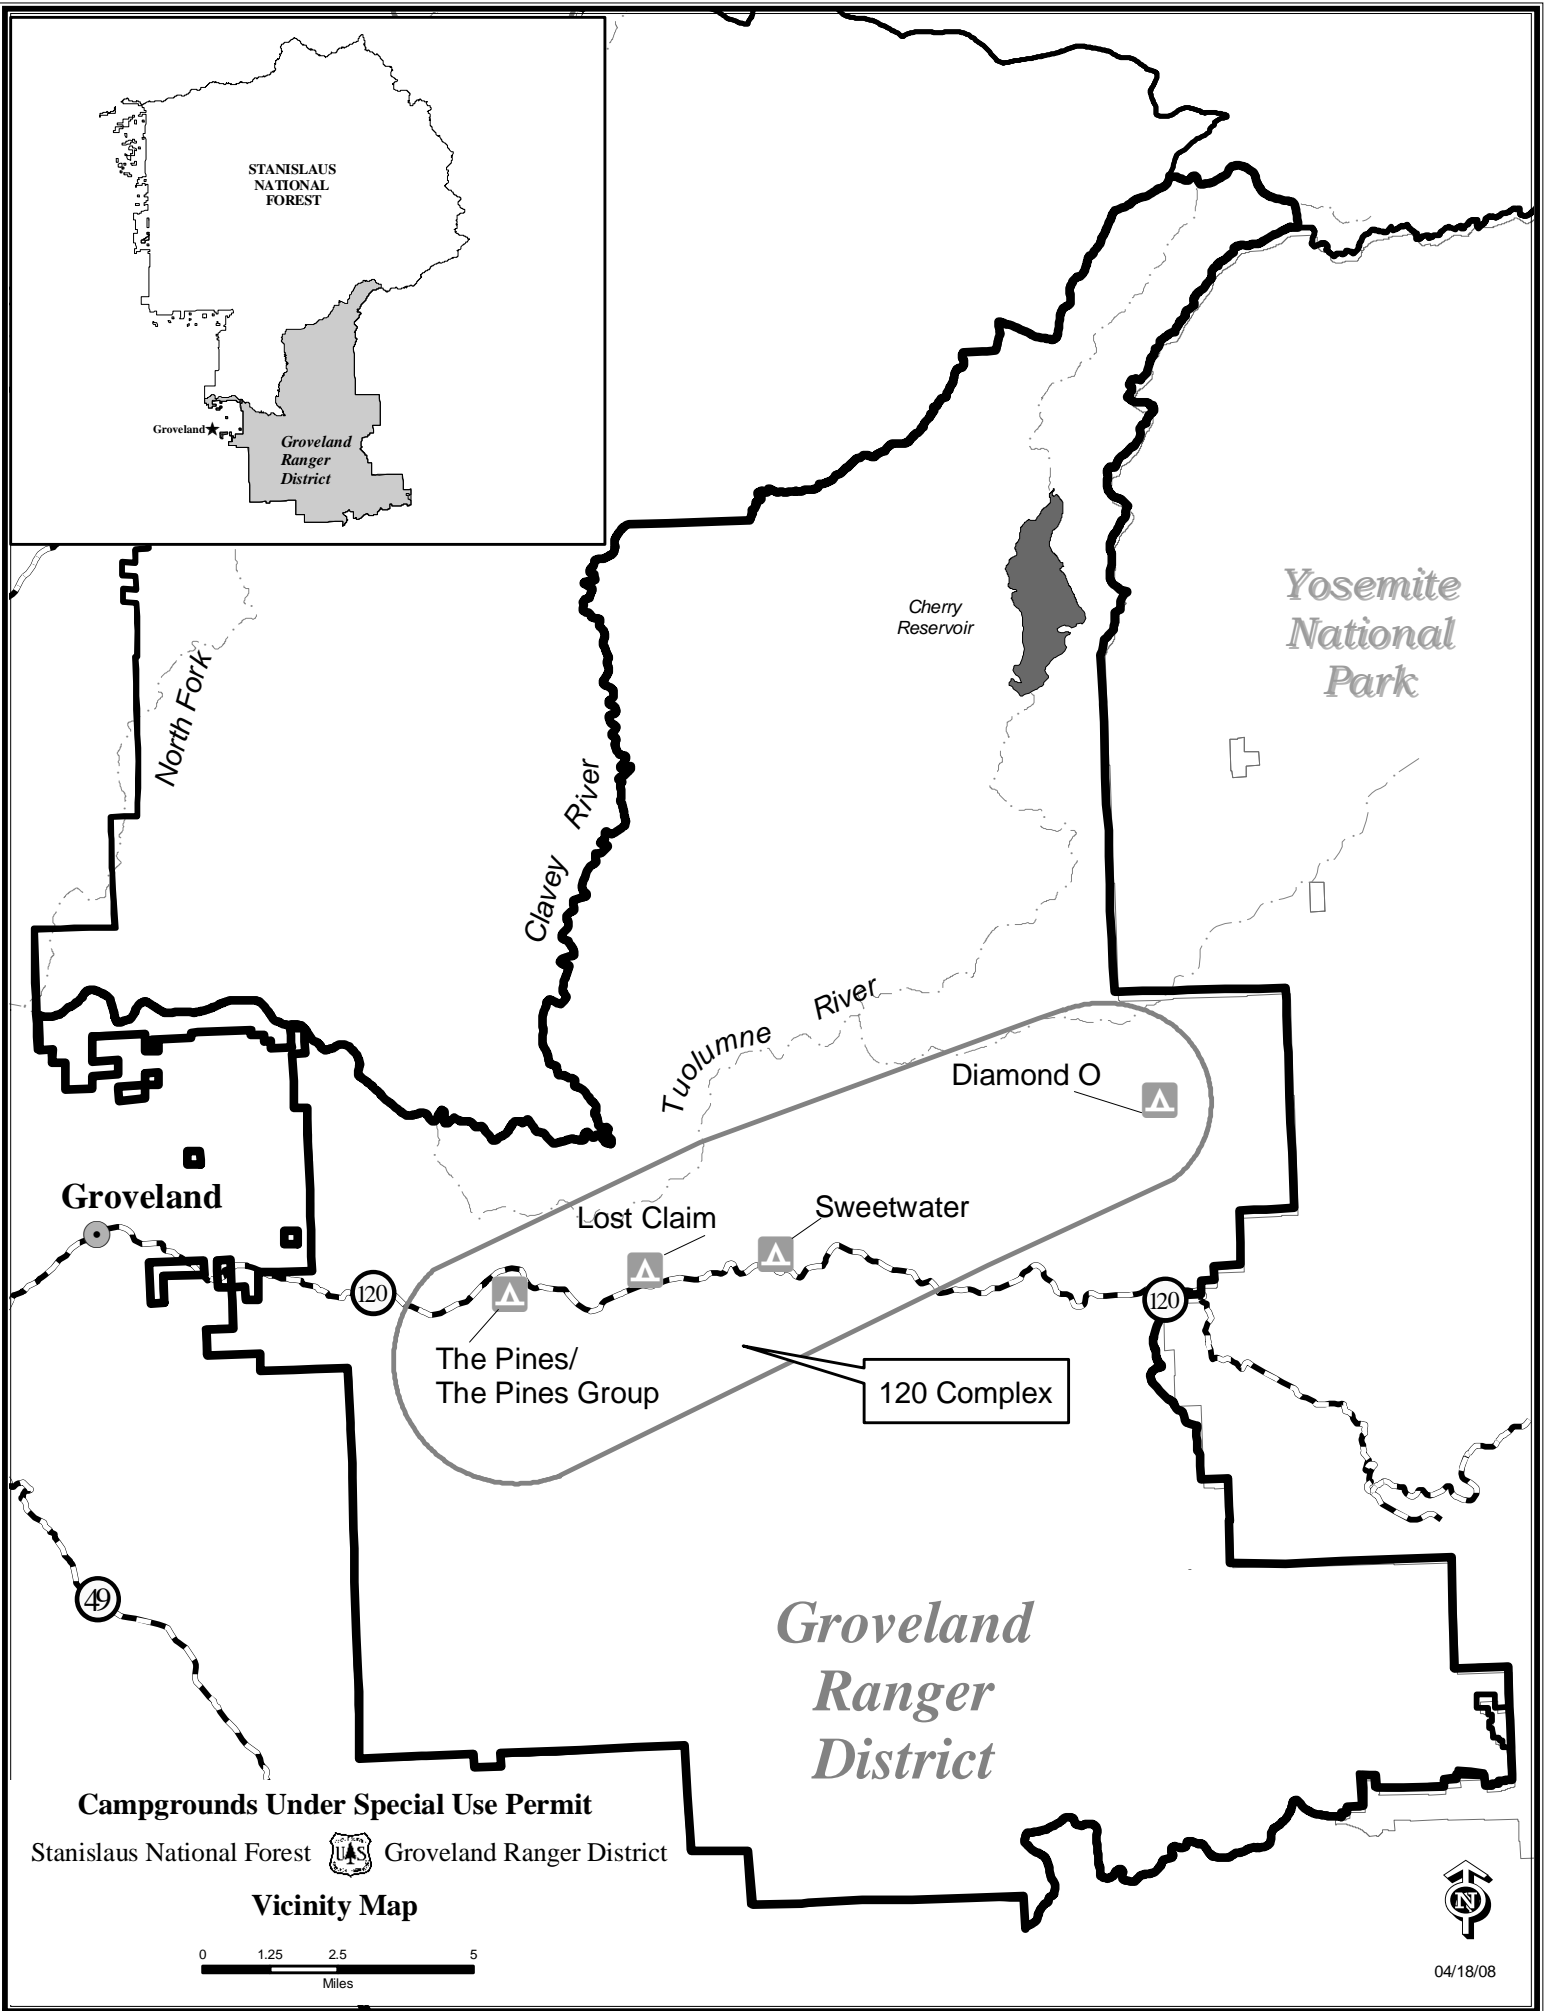 STANISLAUS
NATIONAL
FOREST
Groveland
Groveland
Ranger
District
Yosemite
National
Park
Cherry
Reservoir
North Fork
Clavey River
Tuolumne River
Diamond O
Groveland
Lost Claim
Sweetwater
120
120
The Pines/
The Pines Group
120 Complex
49
Groveland
Ranger
District
Campgrounds Under Special Use Permit
Stanislaus National Forest UAS Groveland Ranger District
Vicinity Map
0 1.25 2.5 5
Miles
N
04/18/08